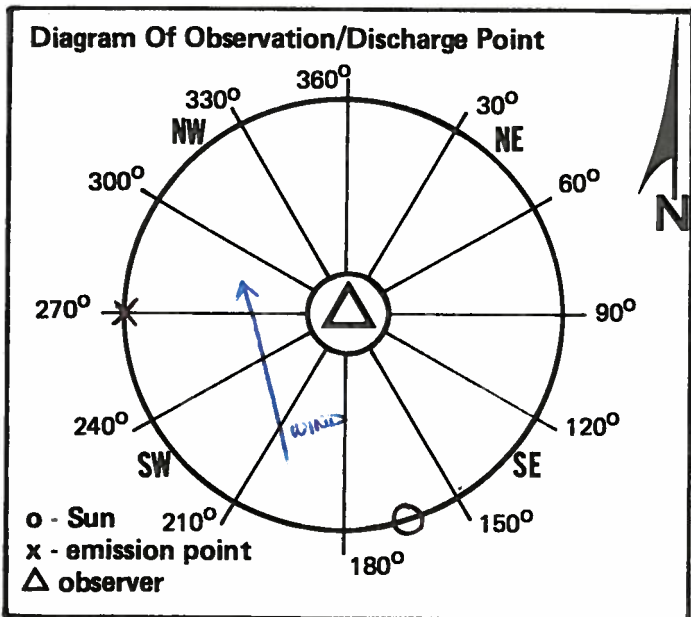 Diagram Of Observation/Discharge Point
360°
330°
30°
NW
NE
300°
60°
N
270°
90°
WIND
240°
120°
SW
SE
o - Sun
210°
150°
x - emission point
180°
△ observer